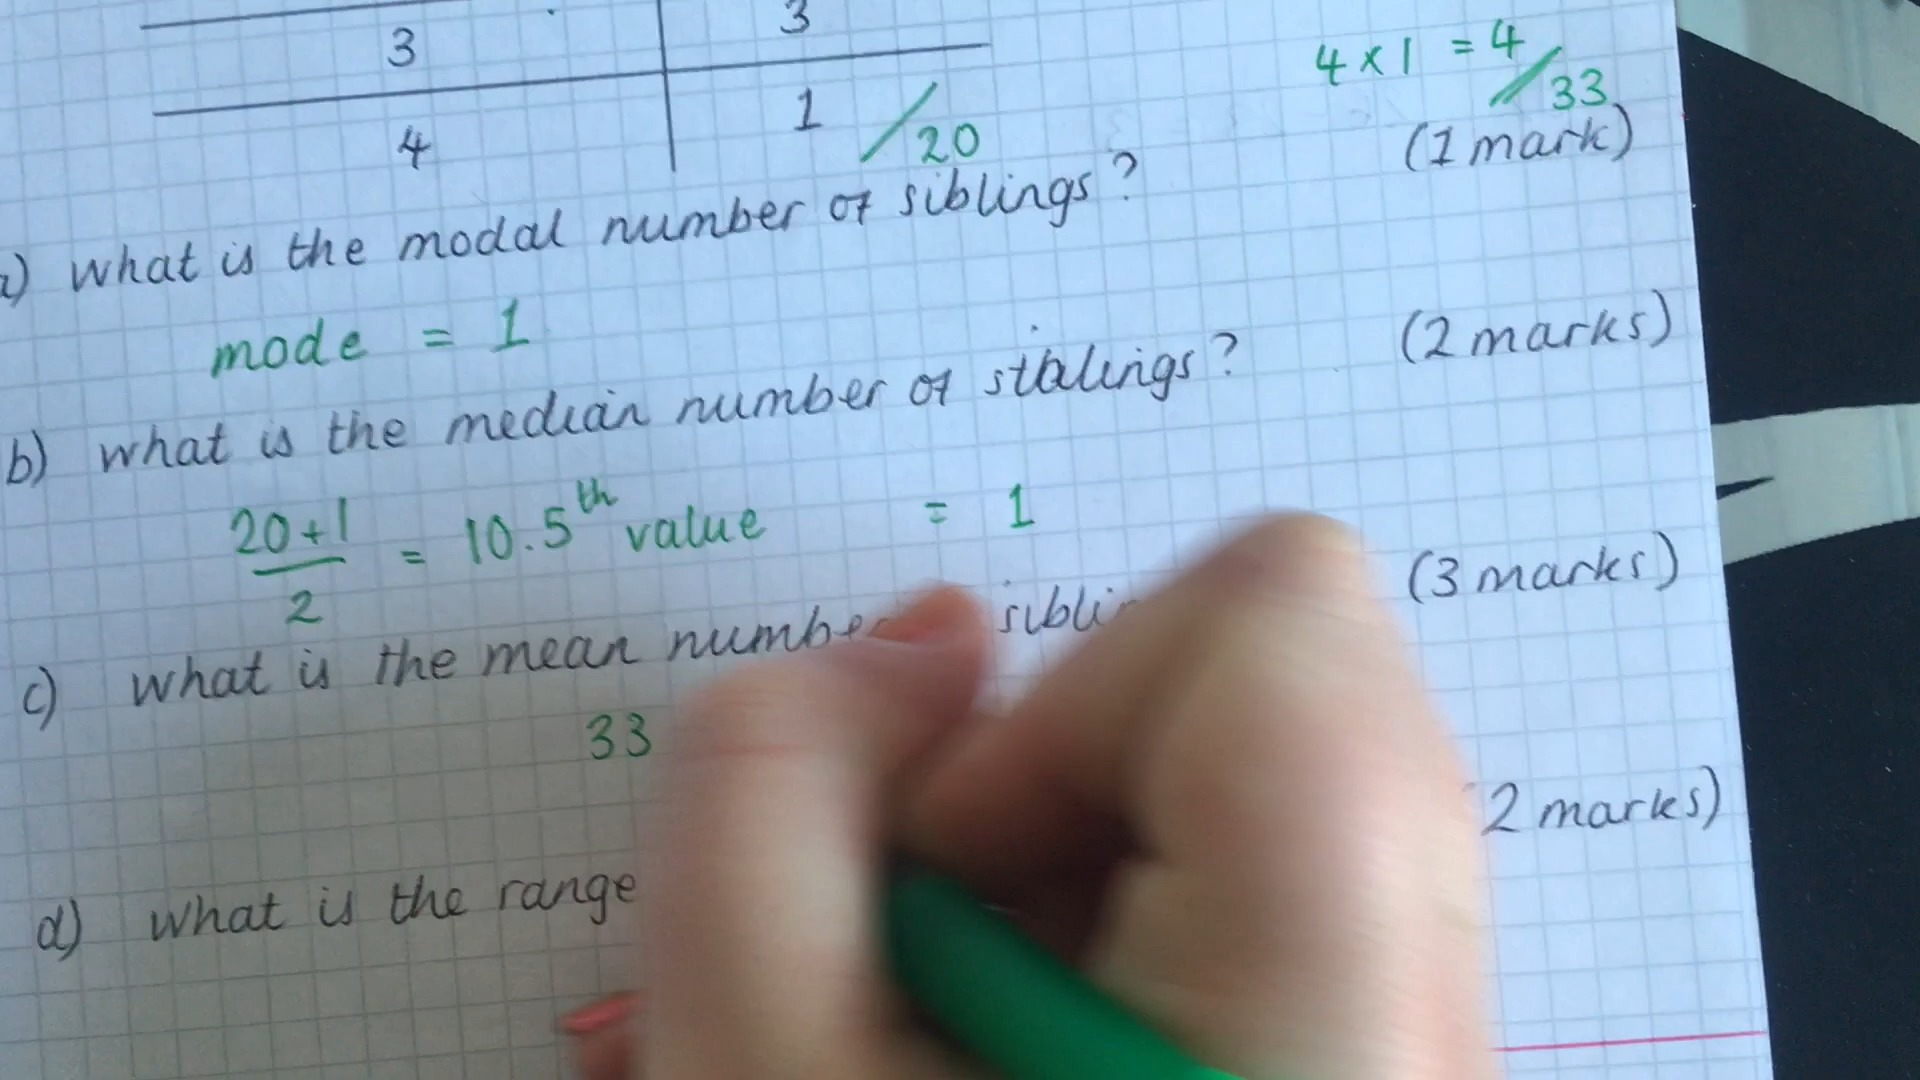 3 3
4 1 /20
4 × 1 = 4
/33
(1 mark)
what is the modal number of siblings?
mode = 1
(2 marks)
b) what is the median number of siblings?
20+1
2
= 10.5th value = 1
(3 marks)
c) what is the mean
33
2 marks)
d) what is the range